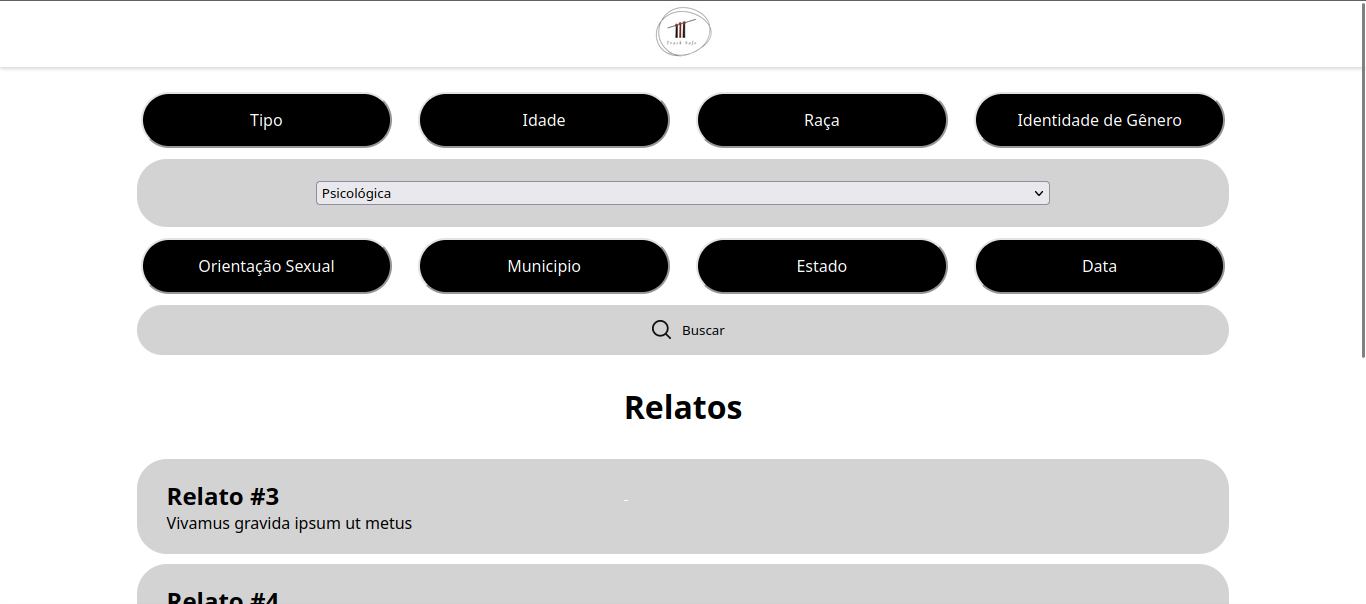 Track Safe
Tipo Idade Raça Identidade de Gênero
Psicológica
Orientação Sexual Municipio Estado Data
Buscar
Relatos
Relato #3
Vivamus gravida ipsum ut metus
Relato #4